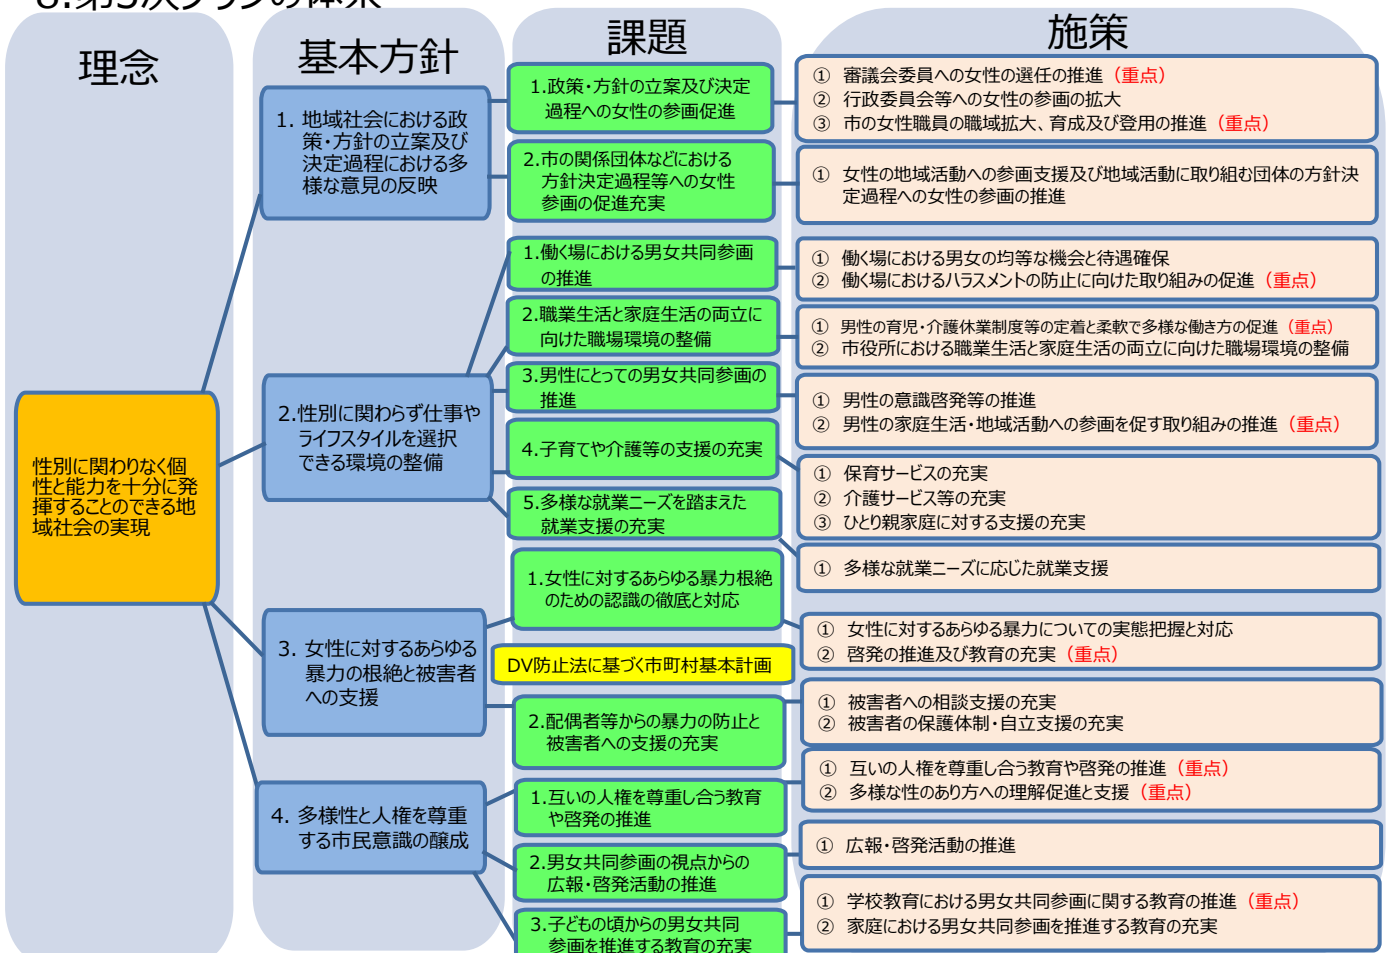 8.第3次プランの体系
理念
基本方針
課題
施策
性別に関わりなく個
性と能力を十分に発
揮することのできる地
域社会の実現
1. 地域社会における政
策・方針の立案及び
決定過程における多
様な意見の反映
1.政策・方針の立案及び決定
過程への女性の参画促進
① 審議会委員への女性の選任の推進（重点）
② 行政委員会等への女性の参画の拡大
③ 市の女性職員の職域拡大、育成及び登用の推進（重点）
2.市の関係団体などにおける
方針決定過程等への女性
参画の促進充実
① 女性の地域活動への参画支援及び地域活動に取り組む団体の方針決
定過程への女性の参画の推進
2.性別に関わらず仕事や
ライフスタイルを選択
できる環境の整備
1.働く場における男女共同参画
の推進
① 働く場における男女の均等な機会と待遇確保
② 働く場におけるハラスメントの防止に向けた取り組みの促進（重点）
2.職業生活と家庭生活の両立に
向けた職場環境の整備
① 男性の育児・介護休業制度等の定着と柔軟で多様な働き方の促進（重点）
② 市役所における職業生活と家庭生活の両立に向けた職場環境の整備
3.男性にとっての男女共同参画の
推進
① 男性の意識啓発等の推進
② 男性の家庭生活・地域活動への参画を促す取り組みの推進（重点）
4.子育てや介護等の支援の充実
① 保育サービスの充実
② 介護サービス等の充実
③ ひとり親家庭に対する支援の充実
5.多様な就業ニーズを踏まえた
就業支援の充実
① 多様な就業ニーズに応じた就業支援
3. 女性に対するあらゆる
暴力の根絶と被害者
への支援
1.女性に対するあらゆる暴力根絶
のための認識の徹底と対応
① 女性に対するあらゆる暴力についての実態把握と対応
② 啓発の推進及び教育の充実（重点）
DV防止法に基づく市町村基本計画
2.配偶者等からの暴力の防止と
被害者への支援の充実
① 被害者への相談支援の充実
② 被害者の保護体制・自立支援の充実
4. 多様性と人権を尊重
する市民意識の醸成
1.互いの人権を尊重し合う教育
や啓発の推進
① 互いの人権を尊重し合う教育や啓発の推進（重点）
② 多様な性のあり方への理解促進と支援（重点）
2.男女共同参画の視点からの
広報・啓発活動の推進
① 広報・啓発活動の推進
3.子どもの頃からの男女共同
参画を推進する教育の充実
① 学校教育における男女共同参画に関する教育の推進（重点）
② 家庭における男女共同参画を推進する教育の充実